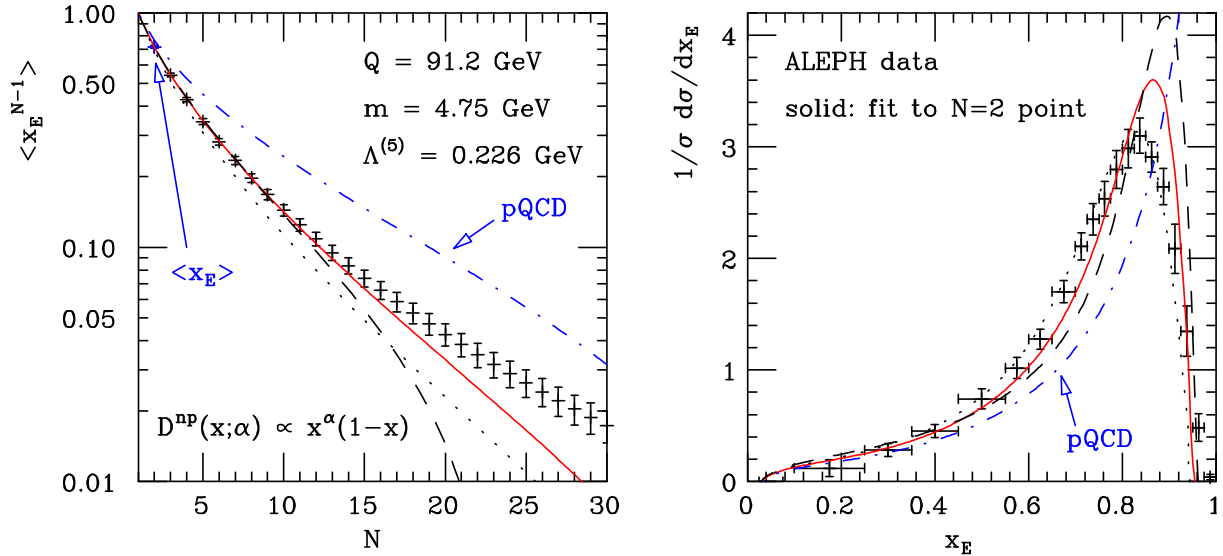 <x_E^{N-1}>
1.00
0.50
0.10
0.05
0.01
Q = 91.2 GeV
m = 4.75 GeV
Λ^{(5)} = 0.226 GeV
pQCD
<x_E>
D^{np}(x;α) ∝ x^α(1−x)
5
10
15
20
25
30
N
1/σ dσ/dx_E
4
3
2
1
0
ALEPH data
solid: fit to N=2 point
pQCD
0
0.2
0.4
0.6
0.8
1
x_E